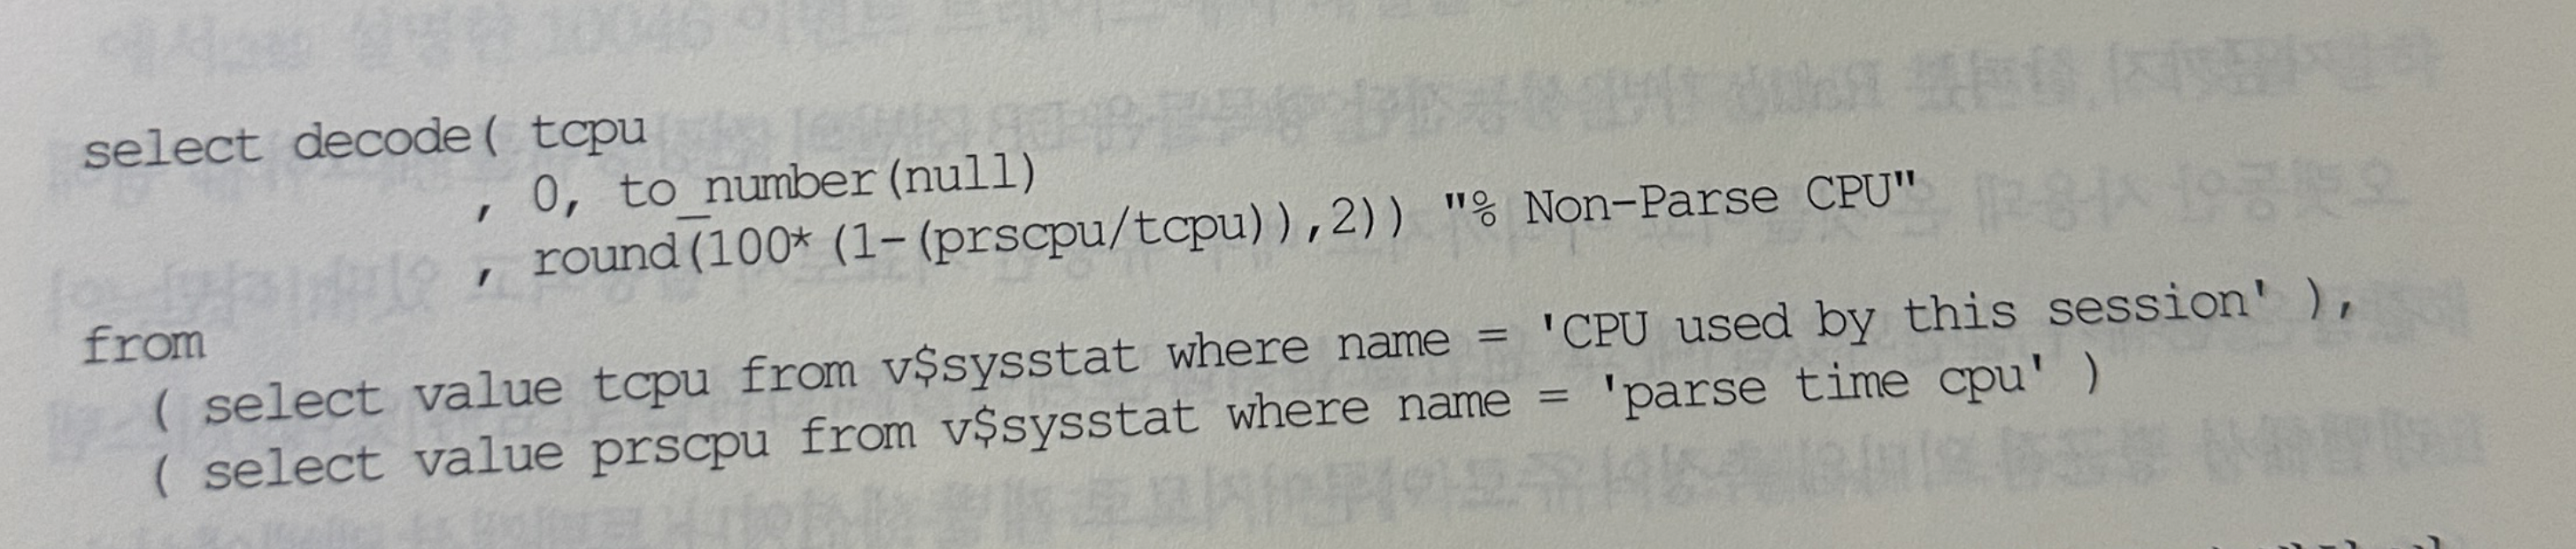 select decode( tcpu
, 0, to_number(null)
, round(100*(1-(prscpu/tcpu)),2)) "% Non-Parse CPU"
from
( select value tcpu from v$sysstat where name = 'CPU used by this session' ),
( select value prscpu from v$sysstat where name = 'parse time cpu' )